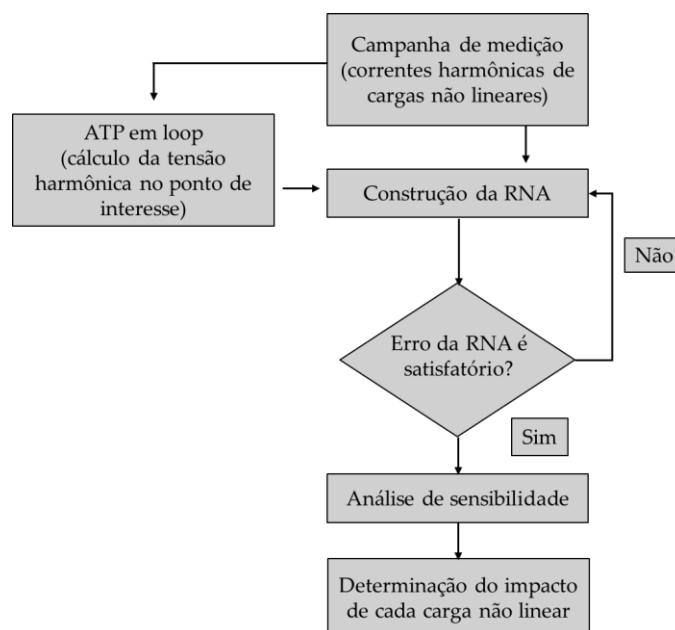 Campanha de medição
(correntes harmônicas de
cargas não lineares)
ATP em loop
(cálculo da tensão
harmônica no ponto de
interesse)
Construção da RNA
Não
Erro da RNA é
satisfatório?
Sim
Análise de sensibilidade
Determinação do impacto
de cada carga não linear